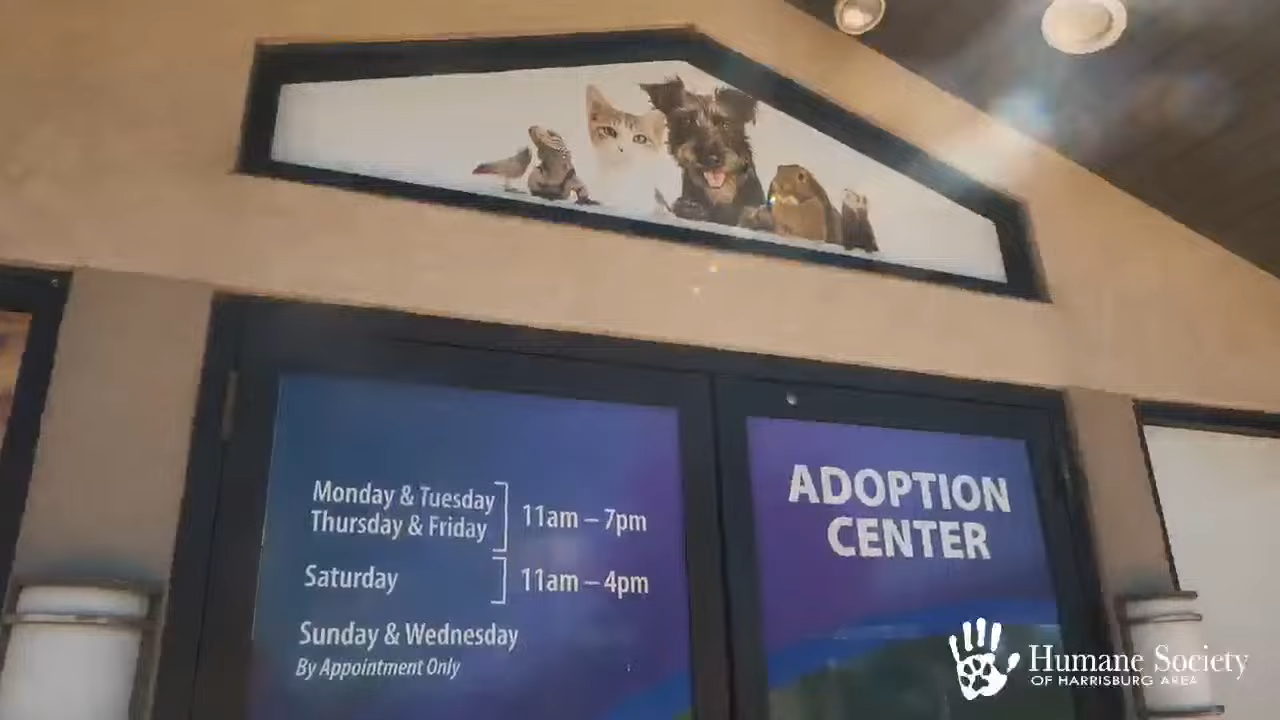 Monday & Tuesday
Thursday & Friday
11am – 7pm
Saturday
11am – 4pm
Sunday & Wednesday
By Appointment Only
ADOPTION
CENTER
Humane Society
OF HARRISBURG AREA